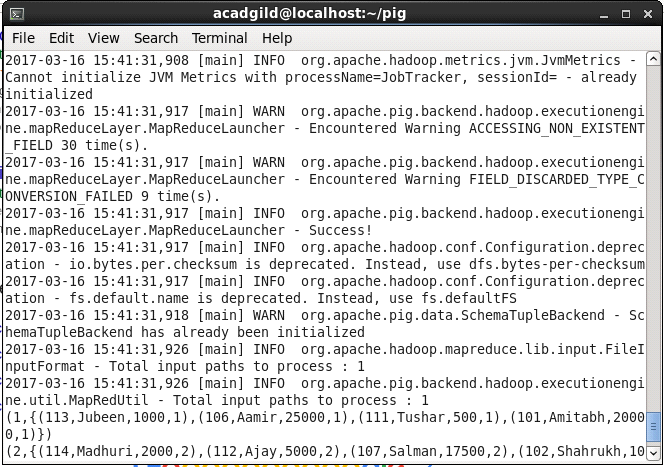 acadgild@localhost:~/pig
File Edit View Search Terminal Help
2017-03-16 15:41:31,908 [main] INFO  org.apache.hadoop.metrics.jvm.JvmMetrics -
Cannot initialize JVM Metrics with processName=JobTracker, sessionId= - already
initialized
2017-03-16 15:41:31,917 [main] WARN  org.apache.pig.backend.hadoop.executionengi
ne.mapReduceLayer.MapReduceLauncher - Encountered Warning ACCESSING_NON_EXISTENT
_FIELD 30 time(s).
2017-03-16 15:41:31,917 [main] WARN  org.apache.pig.backend.hadoop.executionengi
ne.mapReduceLayer.MapReduceLauncher - Encountered Warning FIELD_DISCARDED_TYPE_C
ONVERSION_FAILED 9 time(s).
2017-03-16 15:41:31,917 [main] INFO  org.apache.pig.backend.hadoop.executionengi
ne.mapReduceLayer.MapReduceLauncher - Success!
2017-03-16 15:41:31,917 [main] INFO  org.apache.hadoop.conf.Configuration.deprec
ation - io.bytes.per.checksum is deprecated. Instead, use dfs.bytes-per-checksum
2017-03-16 15:41:31,917 [main] INFO  org.apache.hadoop.conf.Configuration.deprec
ation - fs.default.name is deprecated. Instead, use fs.defaultFS
2017-03-16 15:41:31,918 [main] WARN  org.apache.pig.data.SchemaTupleBackend - Sc
hemaTupleBackend has already been initialized
2017-03-16 15:41:31,926 [main] INFO  org.apache.hadoop.mapreduce.lib.input.FileI
nputFormat - Total input paths to process : 1
2017-03-16 15:41:31,926 [main] INFO  org.apache.pig.backend.hadoop.executionengi
ne.util.MapRedUtil - Total input paths to process : 1
(1,{(113,Jubeen,1000,1),(106,Aamir,25000,1),(111,Tushar,500,1),(101,Amitabh,2000
0,1)})
(2,{(114,Madhuri,2000,2),(112,Ajay,5000,2),(107,Salman,17500,2),(102,Shahrukh,10